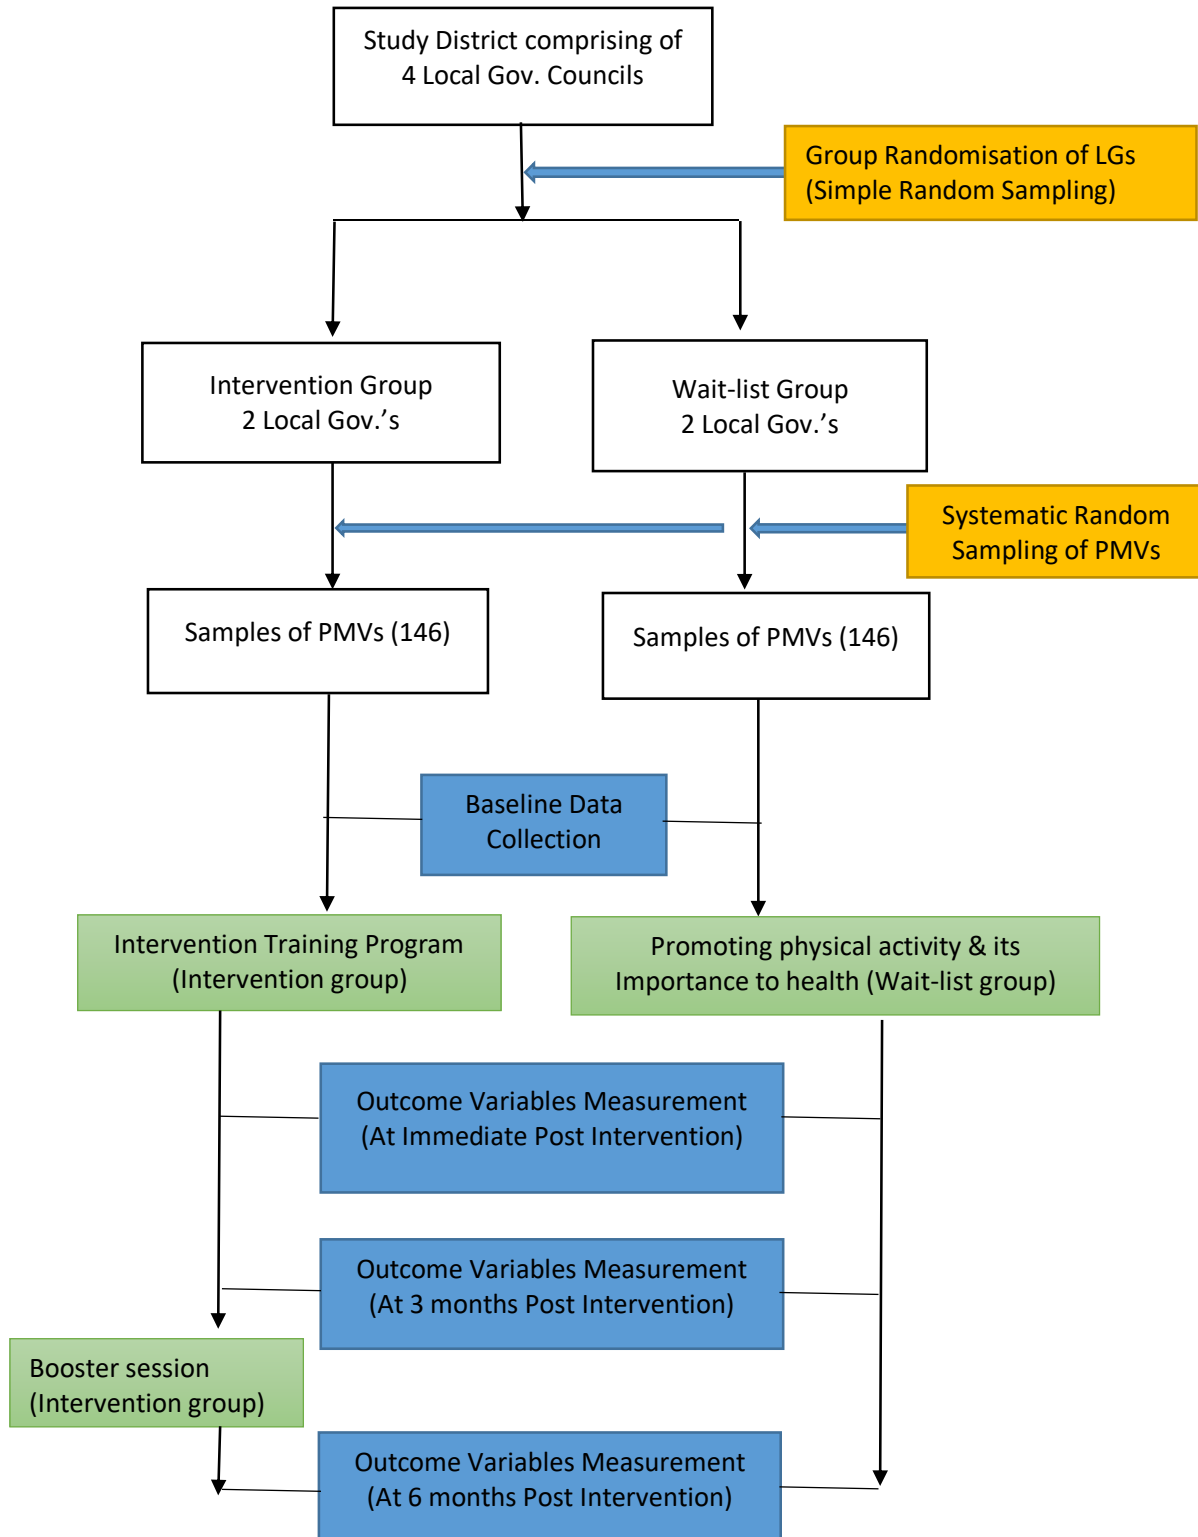 Study District comprising of
4 Local Gov. Councils
Group Randomisation of LGs
(Simple Random Sampling)
Intervention Group
2 Local Gov.’s
Wait-list Group
2 Local Gov.’s
Systematic Random
Sampling of PMVs
Samples of PMVs (146)
Samples of PMVs (146)
Baseline Data
Collection
Intervention Training Program
(Intervention group)
Promoting physical activity & its
Importance to health (Wait-list group)
Outcome Variables Measurement
(At Immediate Post Intervention)
Outcome Variables Measurement
(At 3 months Post Intervention)
Booster session
(Intervention group)
Outcome Variables Measurement
(At 6 months Post Intervention)